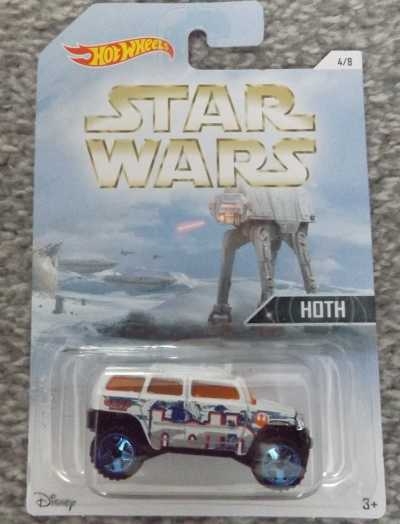 Hot Wheels
4/8
STAR
WARS
HOTH
Disney
3+